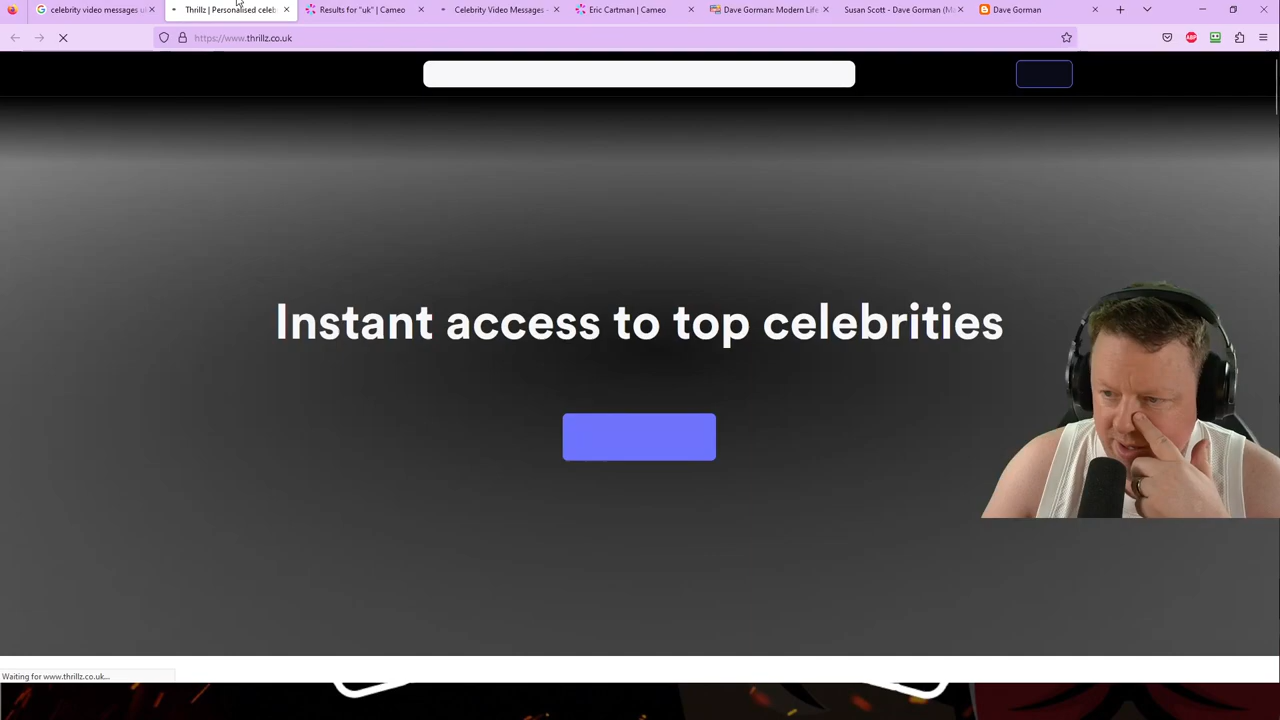 celebrity video messages u
Thrillz | Personalised celeb
Results for "uk" | Cameo
Celebrity Video Messages -
Eric Cartman | Cameo
Dave Gorman: Modern Life
Susan Scott - Dave Gorman (M
Dave Gorman
https://www.thrillz.co.uk
ABP
Instant access to top celebrities
Waiting for www.thrillz.co.uk...